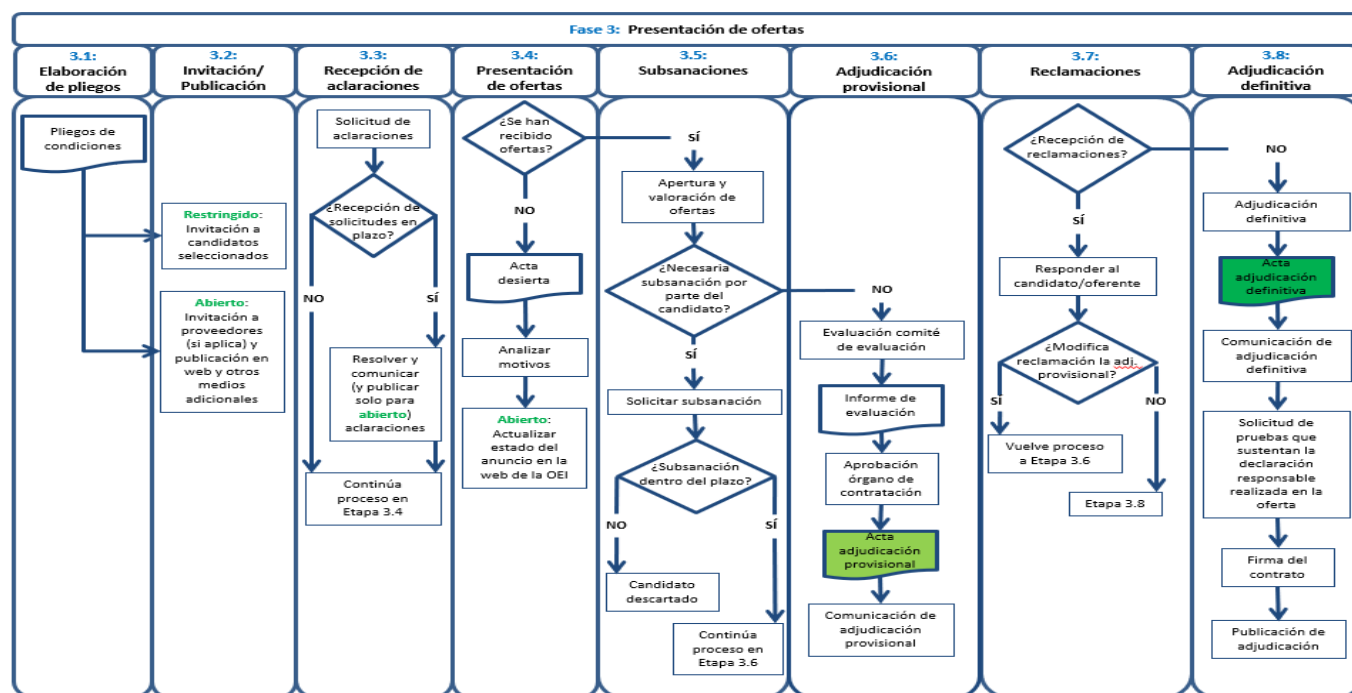 Fase 3: Presentación de ofertas
3.1:
Elaboración
de pliegos
3.2:
Invitación/
Publicación
3.3:
Recepción de
aclaraciones
3.4:
Presentación
de ofertas
3.5:
Subsanaciones
3.6:
Adjudicación
provisional
3.7:
Reclamaciones
3.8:
Adjudicación
definitiva
Pliegos de
condiciones
Restringido:
Invitación a
candidatos
seleccionados
Abierto:
Invitación a
proveedores
(si aplica) y
publicación en
web y otros
medios
adicionales
Solicitud de
aclaraciones
¿Recepción de
solicitudes en
plazo?
NO
SÍ
Resolver y
comunicar
(y publicar
solo para
abierto)
aclaraciones
Continúa
proceso en
Etapa 3.4
¿Se han
recibido
ofertas?
NO
Acta
desierta
Analizar
motivos
Abierto:
Actualizar
estado del
anuncio en la
web de la OEI
SÍ
Apertura y
valoración de
ofertas
¿Necesaria
subsanación por
parte del
candidato?
SÍ
Solicitar subsanación
¿Subsanación
dentro del plazo?
NO
SÍ
Candidato
descartado
Continúa
proceso en
Etapa 3.6
NO
Evaluación comité
de evaluación
Informe de
evaluación
Aprobación
órgano de
contratación
Acta
adjudicación
provisional
Comunicación de
adjudicación
provisional
¿Recepción de
reclamaciones?
SÍ
Responder al
candidato/oferente
¿Modifica
reclamación la adj.
provisional?
SÍ
NO
Vuelve proceso
a Etapa 3.6
Etapa 3.8
NO
Adjudicación
definitiva
Acta
adjudicación
definitiva
Comunicación de
adjudicación
definitiva
Solicitud de
pruebas que
sustentan la
declaración
responsable
realizada en la
oferta
Firma del
contrato
Publicación de
adjudicación